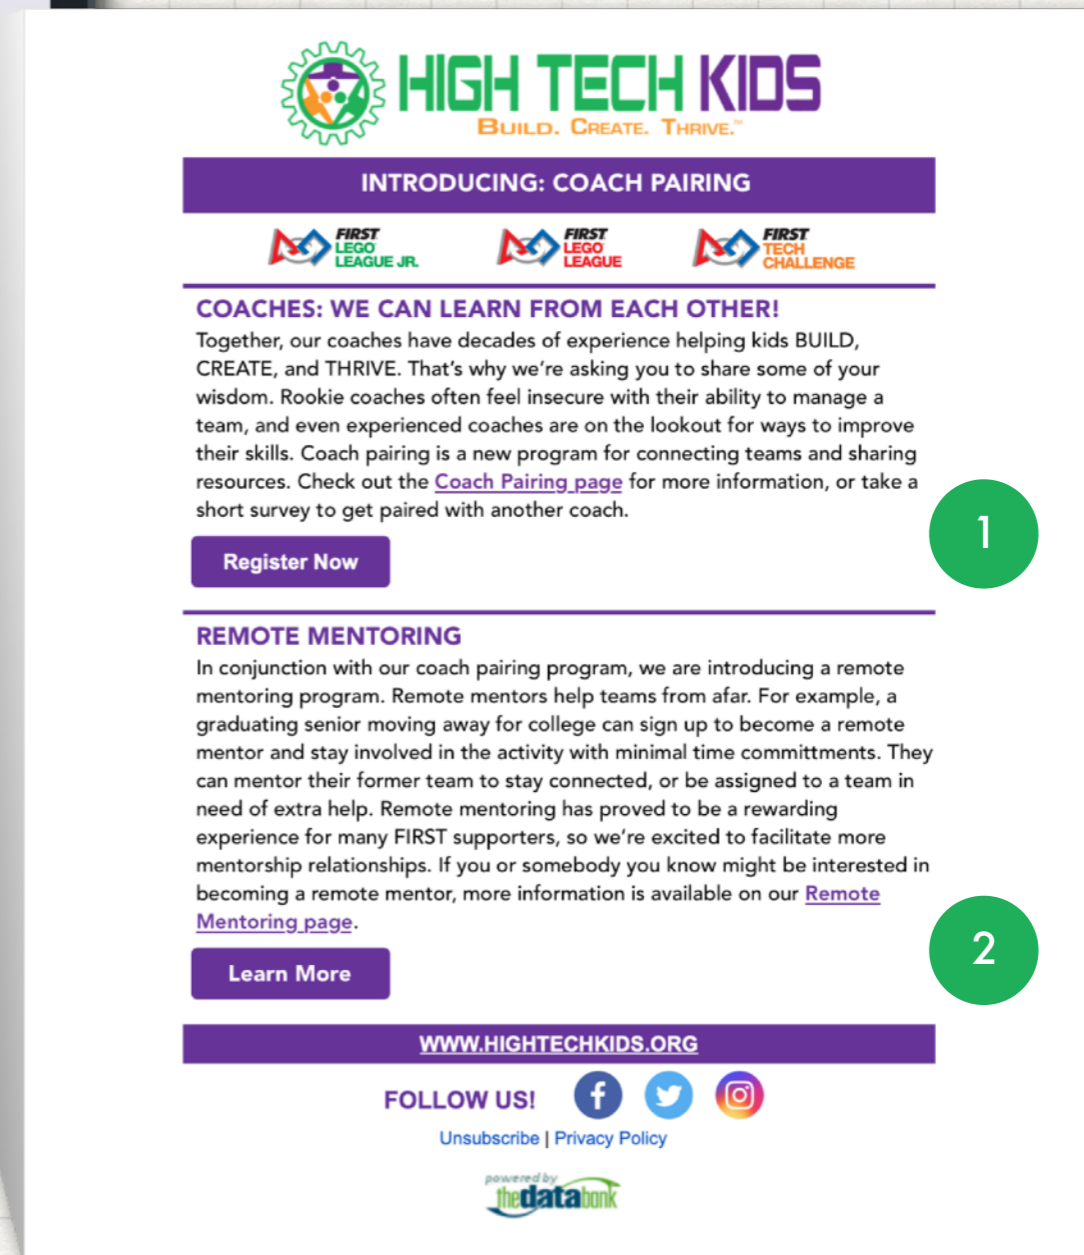 HIGH TECH KIDS
BUILD. CREATE. THRIVE.™
INTRODUCING: COACH PAIRING
FIRST
LEGO
LEAGUE JR.
FIRST
LEGO
LEAGUE
FIRST
TECH
CHALLENGE
COACHES: WE CAN LEARN FROM EACH OTHER!
Together, our coaches have decades of experience helping kids BUILD,
CREATE, and THRIVE. That's why we're asking you to share some of your
wisdom. Rookie coaches often feel insecure with their ability to manage a
team, and even experienced coaches are on the lookout for ways to improve
their skills. Coach pairing is a new program for connecting teams and sharing
resources. Check out the Coach Pairing page for more information, or take a
short survey to get paired with another coach.
1
Register Now
REMOTE MENTORING
In conjunction with our coach pairing program, we are introducing a remote
mentoring program. Remote mentors help teams from afar. For example, a
graduating senior moving away for college can sign up to become a remote
mentor and stay involved in the activity with minimal time committments. They
can mentor their former team to stay connected, or be assigned to a team in
need of extra help. Remote mentoring has proved to be a rewarding
experience for many FIRST supporters, so we're excited to facilitate more
mentorship relationships. If you or somebody you know might be interested in
becoming a remote mentor, more information is available on our Remote
Mentoring page.
2
Learn More
WWW.HIGHTECHKIDS.ORG
FOLLOW US!
Unsubscribe | Privacy Policy
powered by
thedatabank